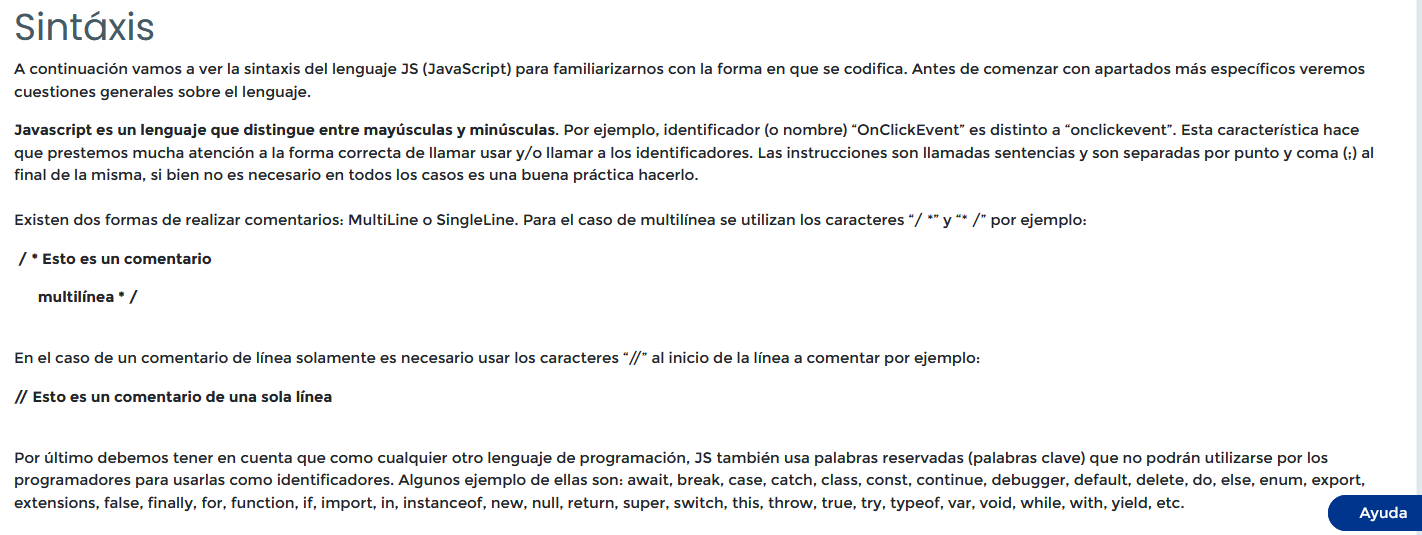 Sintáxis
A continuación vamos a ver la sintaxis del lenguaje JS (JavaScript) para familiarizarnos con la forma en que se codifica. Antes de comenzar con apartados más específicos veremos
cuestiones generales sobre el lenguaje.
Javascript es un lenguaje que distingue entre mayúsculas y minúsculas. Por ejemplo, identificador (o nombre) “OnClickEvent” es distinto a “onclickevent”. Esta característica hace
que prestemos mucha atención a la forma correcta de llamar usar y/o llamar a los identificadores. Las instrucciones son llamadas sentencias y son separadas por punto y coma (;) al
final de la misma, si bien no es necesario en todos los casos es una buena práctica hacerlo.
Existen dos formas de realizar comentarios: MultiLine o SingleLine. Para el caso de multilínea se utilizan los caracteres “/ *” y “* /” por ejemplo:
/ * Esto es un comentario
multilínea * /
En el caso de un comentario de línea solamente es necesario usar los caracteres “//” al inicio de la línea a comentar por ejemplo:
// Esto es un comentario de una sola línea
Por último debemos tener en cuenta que como cualquier otro lenguaje de programación, JS también usa palabras reservadas (palabras clave) que no podrán utilizarse por los
programadores para usarlas como identificadores. Algunos ejemplo de ellas son: await, break, case, catch, class, const, continue, debugger, default, delete, do, else, enum, export,
extensions, false, finally, for, function, if, import, in, instanceof, new, null, return, super, switch, this, throw, true, try, typeof, var, void, while, with, yield, etc.
Ayuda